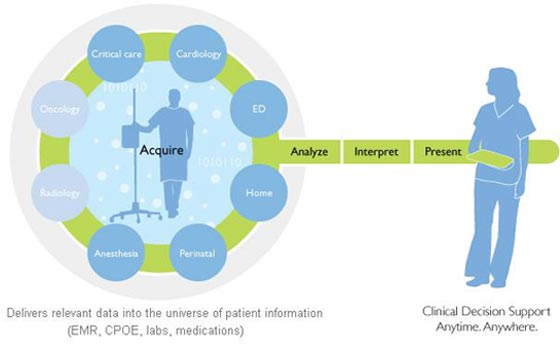 Critical care
Cardiology
1010110
Oncology
ED
Acquire
1010110
Analyze
Interpret
Present
Radiology
Home
Anesthesia
Perinatal
Delivers relevant data into the universe of patient information
(EMR, CPOE, labs, medications)
Clinical Decision Support
Anytime. Anywhere.